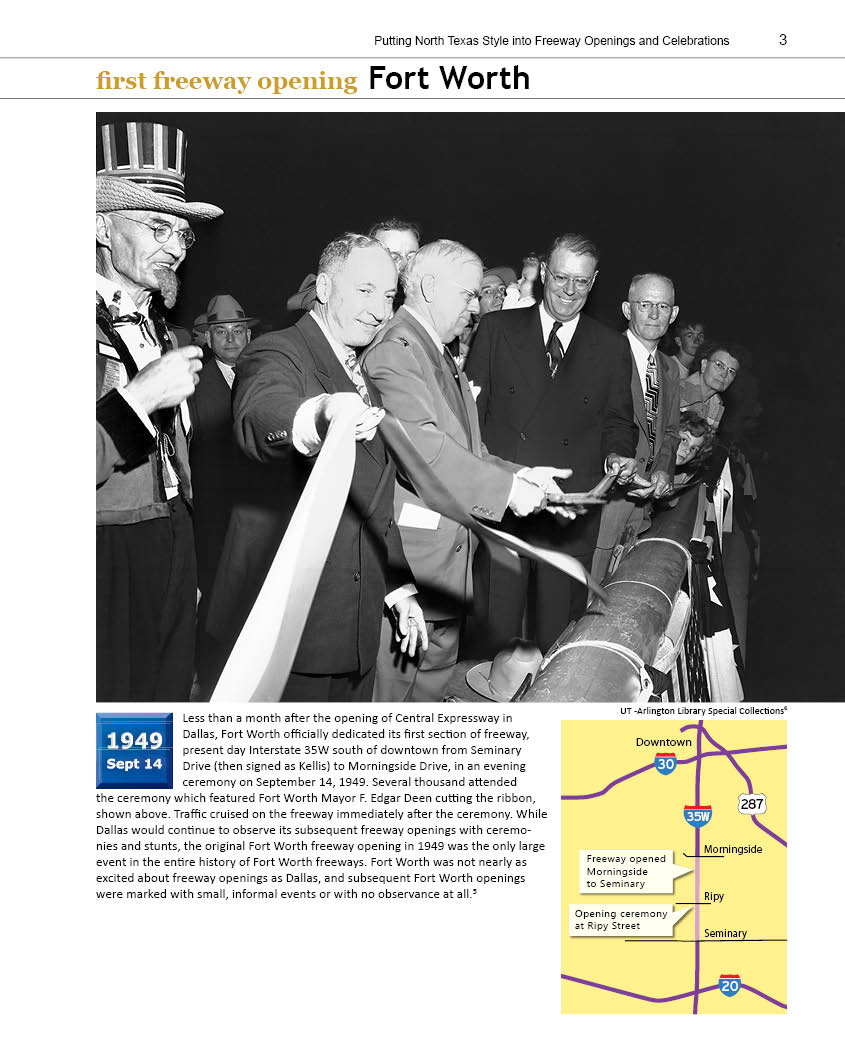 Putting North Texas Style into Freeway Openings and Celebrations 3
first freeway opening Fort Worth
UT -Arlington Library Special Collections⁶
1949
Sept 14
Less than a month after the opening of Central Expressway in
Dallas, Fort Worth officially dedicated its first section of freeway,
present day Interstate 35W south of downtown from Seminary
Drive (then signed as Kellis) to Morningside Drive, in an evening
ceremony on September 14, 1949. Several thousand attended
the ceremony which featured Fort Worth Mayor F. Edgar Deen cutting the ribbon,
shown above. Traffic cruised on the freeway immediately after the ceremony. While
Dallas would continue to observe its subsequent freeway openings with ceremo-
nies and stunts, the original Fort Worth freeway opening in 1949 was the only large
event in the entire history of Fort Worth freeways. Fort Worth was not nearly as
excited about freeway openings as Dallas, and subsequent Fort Worth openings
were marked with small, informal events or with no observance at all.⁵
Downtown
30
287
35W
Morningside
Freeway opened
Morningside
to Seminary
Ripy
Opening ceremony
at Ripy Street
Seminary
20